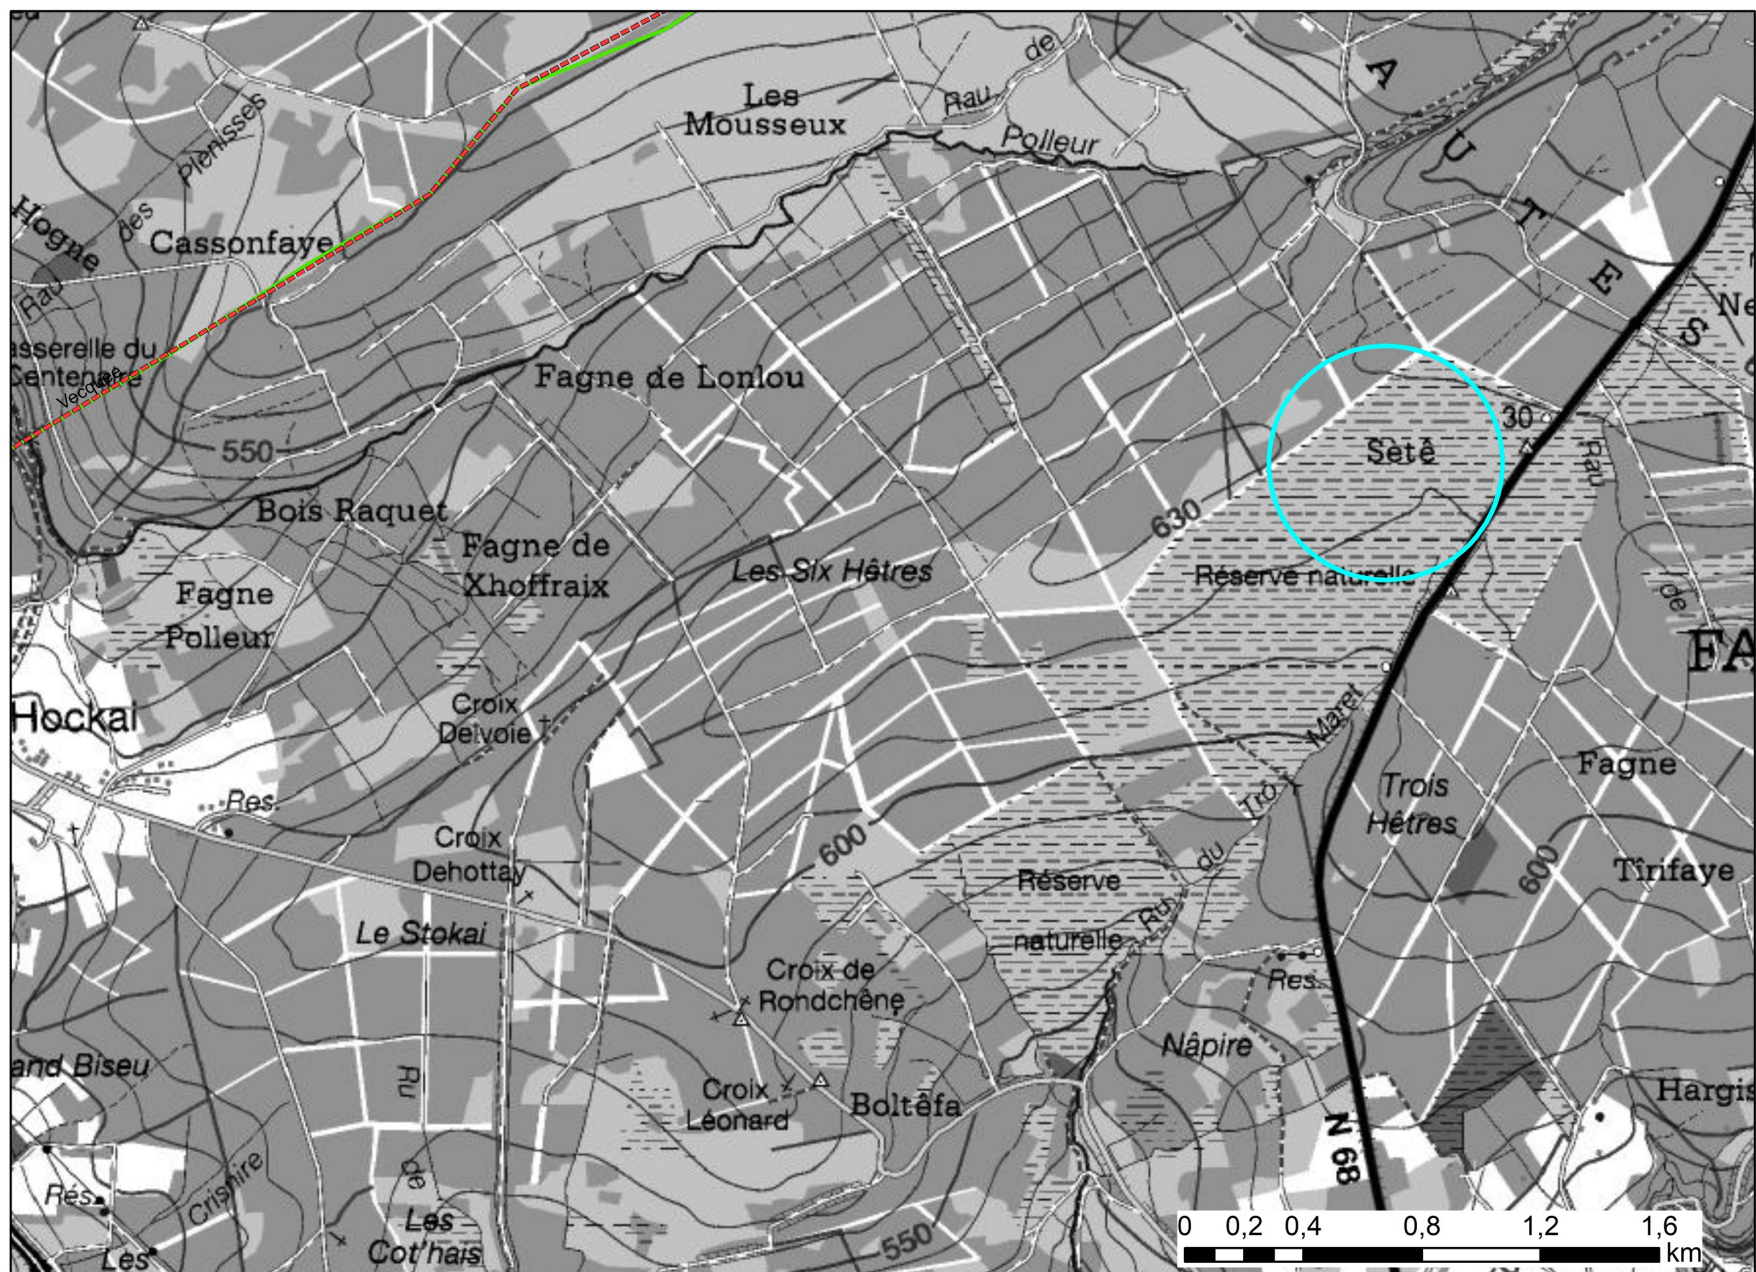 Les
Mousseux
Rau
de
Polleur
A
U
T
E
S
Plénisses
des
Rau
Hogne
Cassonfaye
asserelle du
Centenaire
Vecquée
Fagne de Lonlou
550
Bois Raquet
Fagne de
Xhoffraix
Fagne
Polleur
Les Six Hêtres
630
Setê
30
Rau
de
Ne
Réserve naturelle
FA
Hockai
Croix
Delvoie
Res.
Trô
Maret
du
Ru
Trois
Hêtres
Fagne
Tîrifaye
600
600
Croix
Dehottay
Le Stokai
Réserve
naturelle
Croix de
Rondchêne
Res.
Nâpire
and Biseu
Ru
de
Croix
Léonard
Boltêfa
Hargis
N 68
Rés.
Crisnire
Les
Cot'hais
Les
550
0 0,2 0,4 0,8 1,2 1,6
km